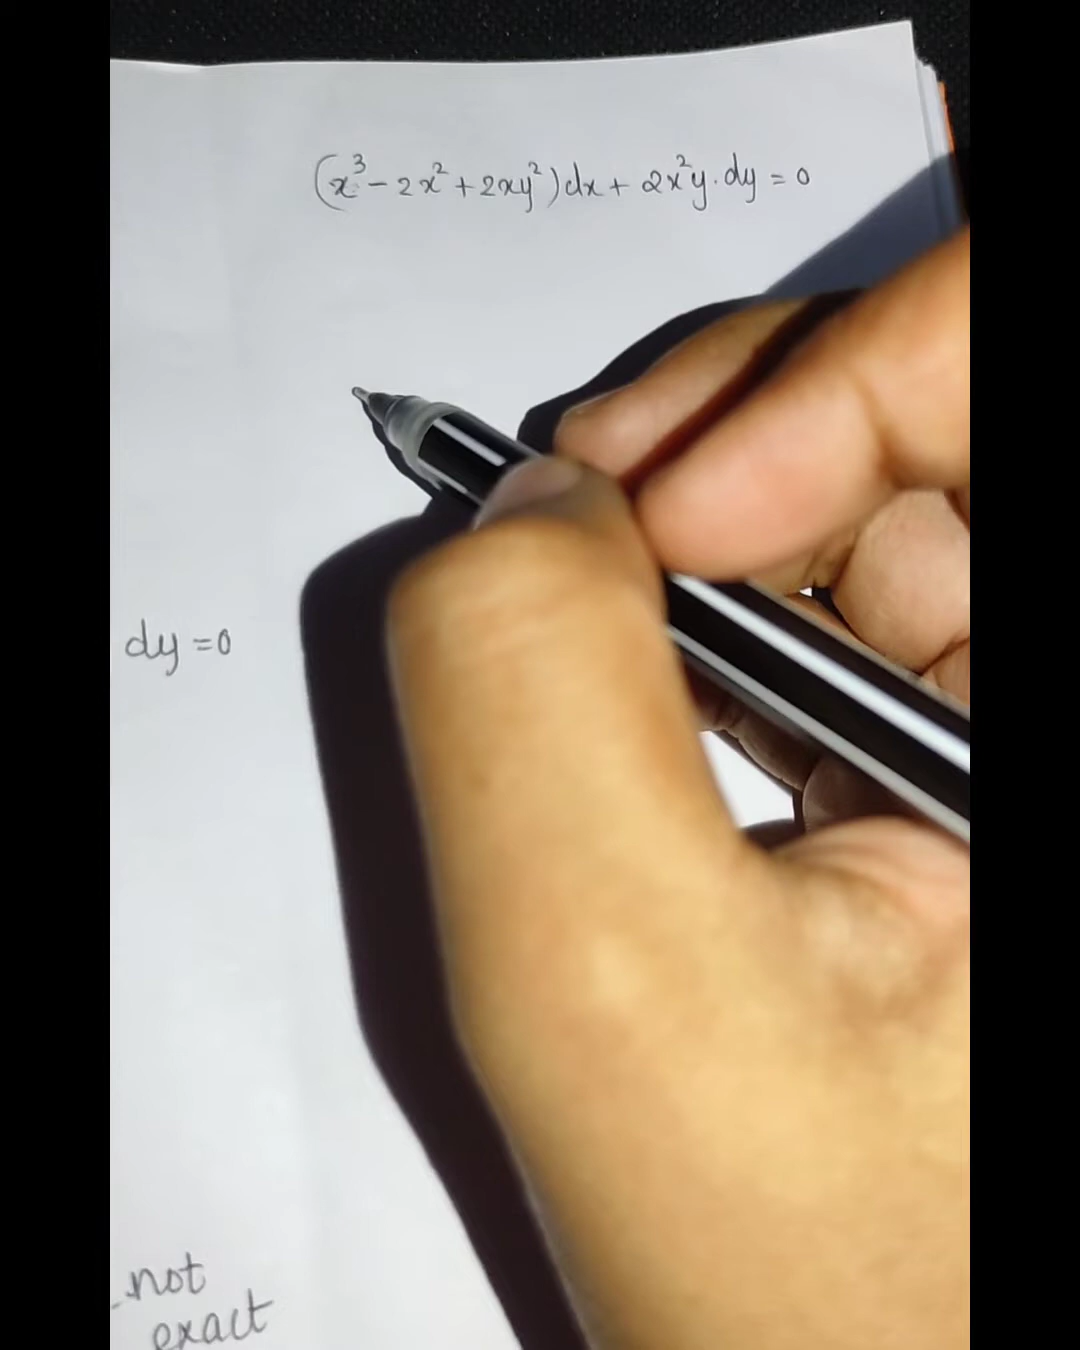 (x³ - 2x² + 2xy²)dx + 2x²y.dy = 0
dy = 0
not
exact